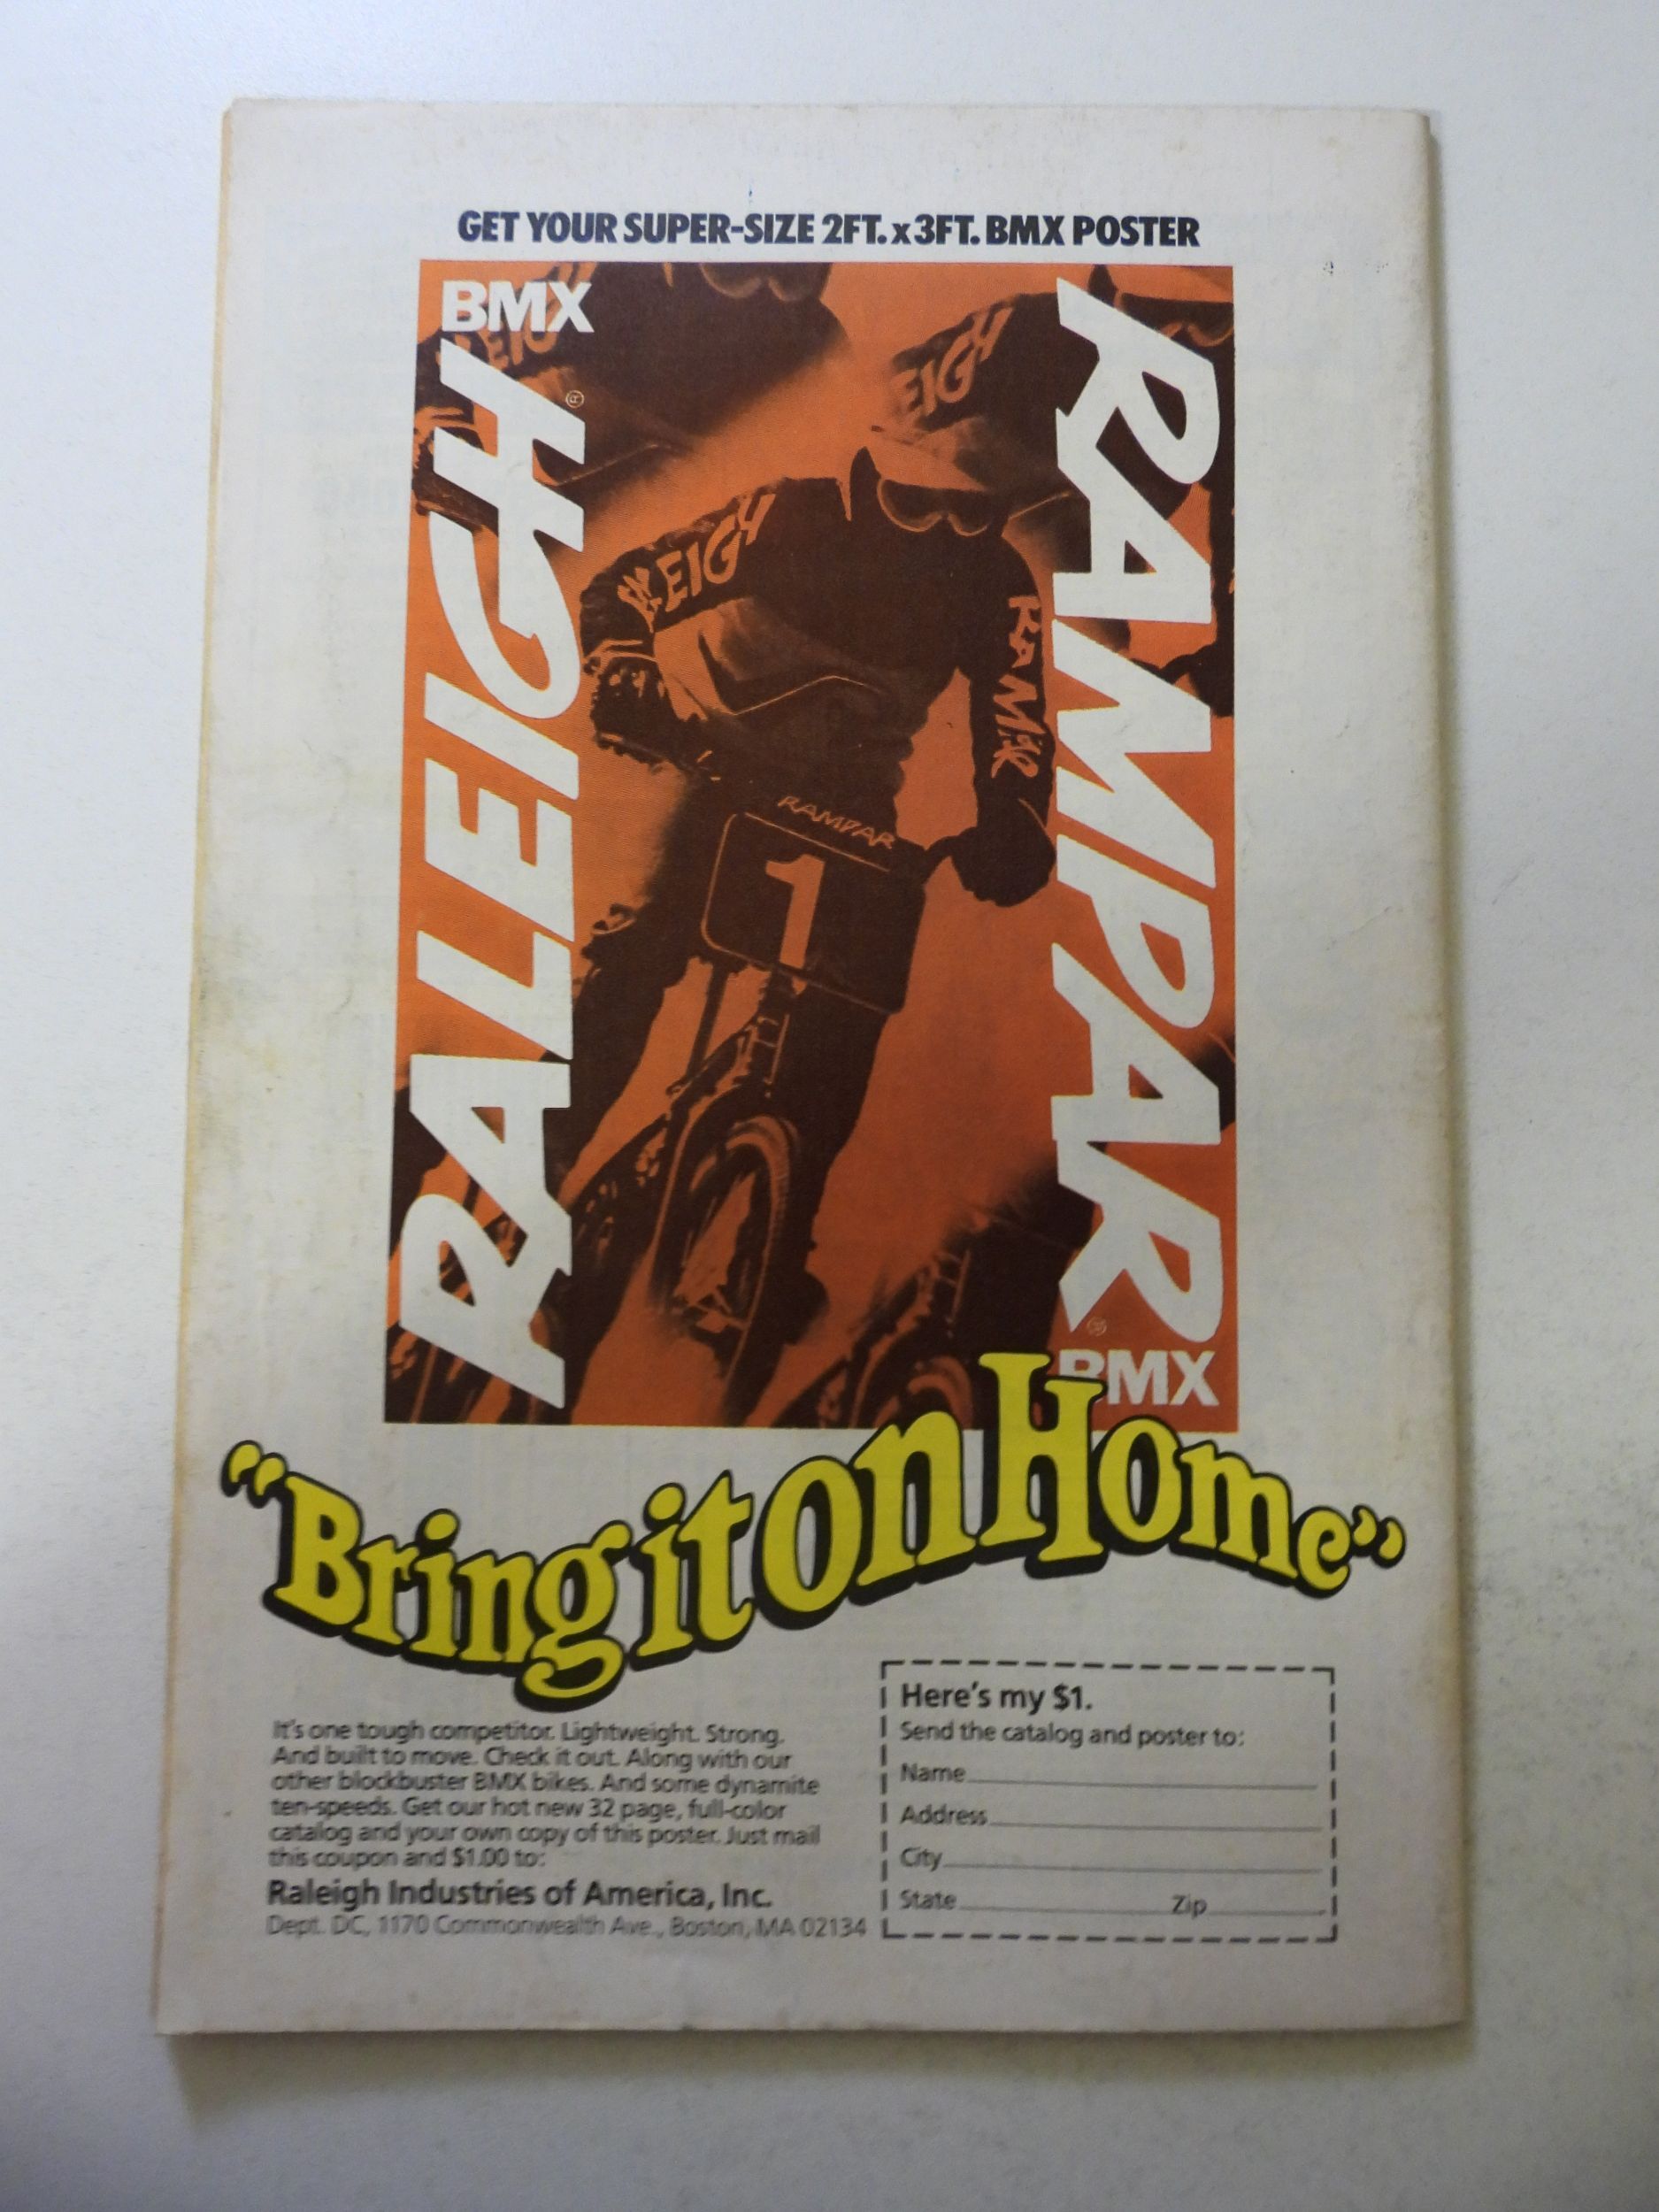 GET YOUR SUPER-SIZE 2FT. x 3FT. BMX POSTER
BMX
RALEIGH®
RAMPAR®
BMX
LEIGH
EIGH
RALEIGH
RAMPAR
RAMPAR
1
"Bring it on Home"
It's one tough competitor. Lightweight. Strong.
And built to move. Check it out. Along with our
other blockbuster BMX bikes. And some dynamite
ten-speeds. Get our hot new 32 page, full-color
catalog and your own copy of this poster. Just mail
this coupon and $1.00 to:
Raleigh Industries of America, Inc.
Dept. DC, 1170 Commonwealth Ave., Boston, MA 02134
Here's my $1.
Send the catalog and poster to:
Name
Address
City
State Zip